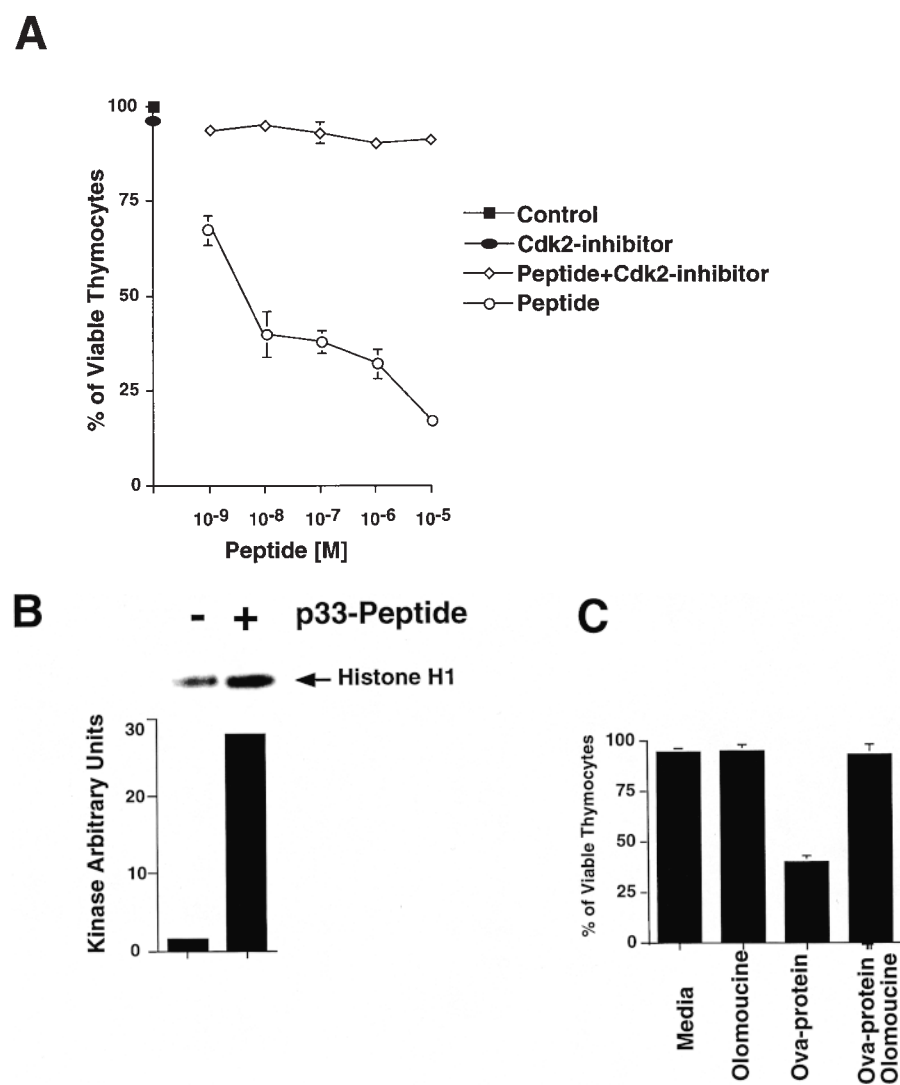 A
100
75
50
25
0
% of Viable Thymocytes
10-9 10-8 10-7 10-6 10-5
Peptide [M]
Control
Cdk2-inhibitor
Peptide+Cdk2-inhibitor
Peptide
B
- + p33-Peptide
Histone H1
30
20
10
0
Kinase Arbitrary Units
C
100
75
50
25
0
% of Viable Thymocytes
Media
Olomoucine
Ova-protein
Ova-protein
Olomoucine